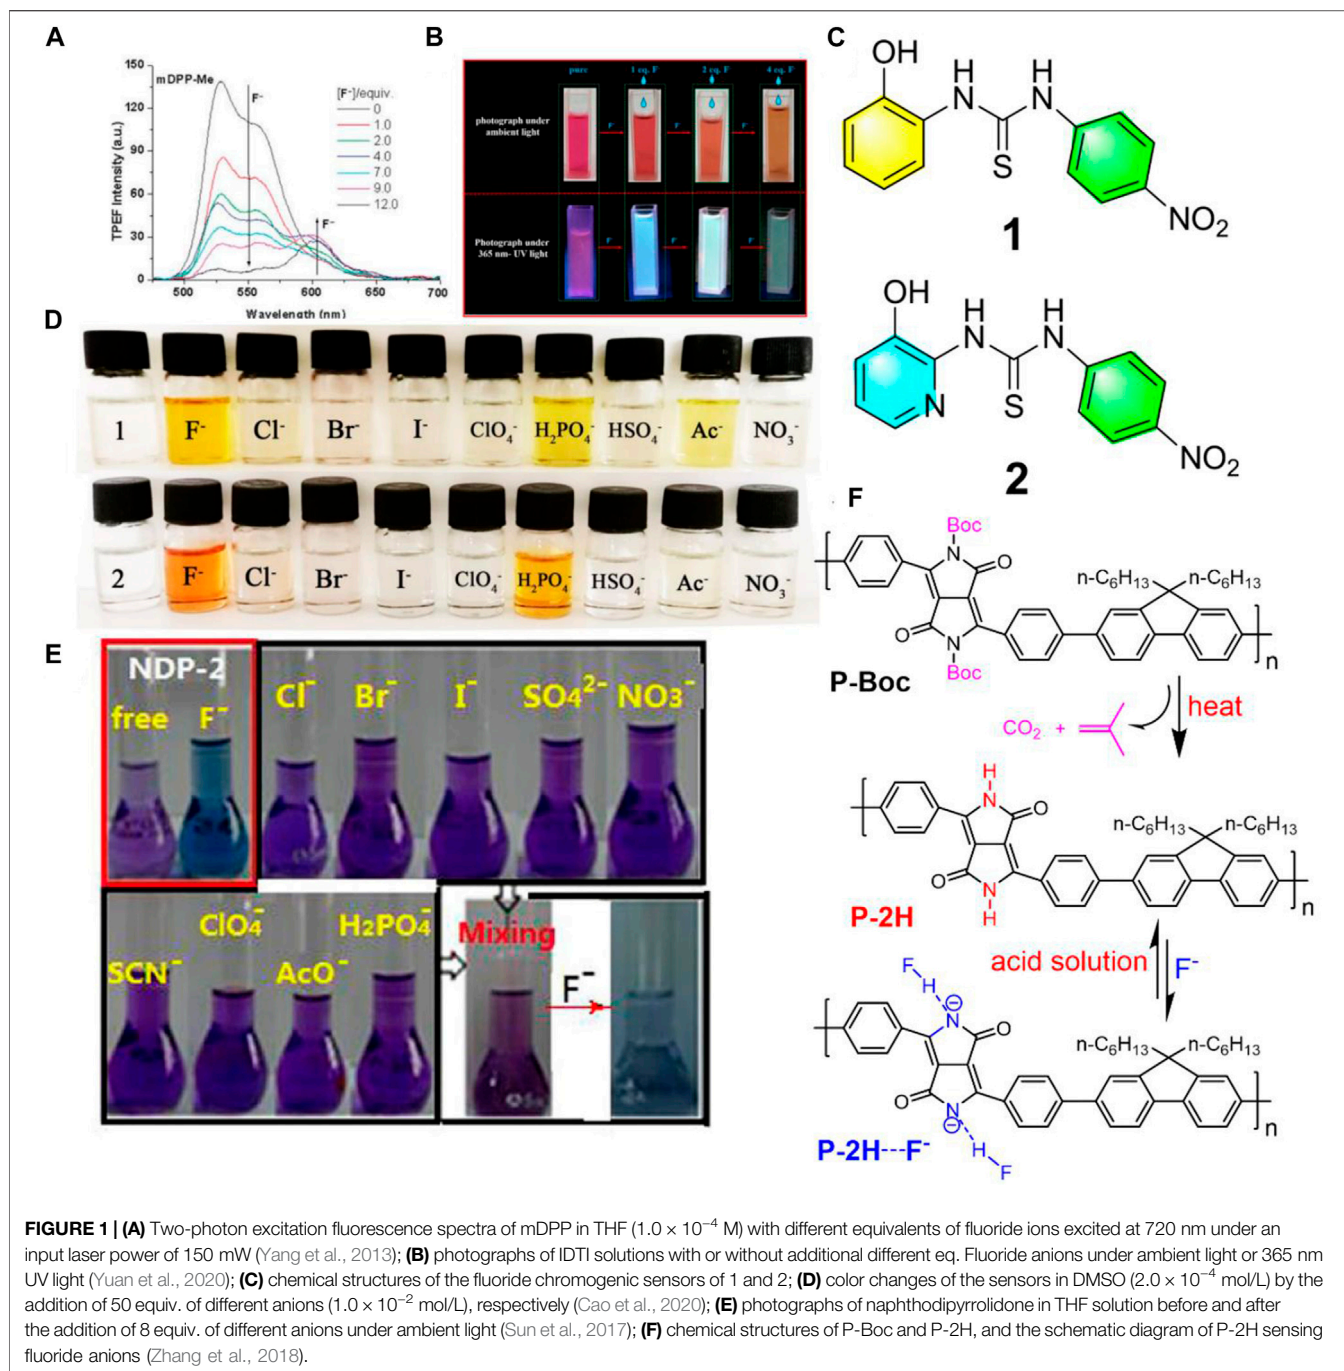 A
150
120
90
60
30
0
TPEF Intensity (a.u.)
mDPP-Me
F⁻
[F⁻]/equiv.
0
1.0
2.0
4.0
7.0
9.0
12.0
F⁻
500
550
600
650
700
Wavelength (nm)
B
pure
1 eq. F
2 eq. F
4 eq. F
photograph under
ambient light
F⁻
F⁻
F⁻
Photograph under
365 nm- UV light
F⁻
F⁻
F⁻
C
OH
H
N
S
H
N
NO₂
1
OH
N
H
N
S
H
N
NO₂
2
D
1
F⁻
Cl⁻
Br⁻
I⁻
ClO₄⁻
H₂PO₄⁻
HSO₄⁻
Ac⁻
NO₃⁻
2
F⁻
Cl⁻
Br⁻
I⁻
ClO₄⁻
H₂PO₄⁻
HSO₄⁻
Ac⁻
NO₃⁻
E
NDP-2
free
F⁻
Cl⁻
Br⁻
I⁻
SO₄²⁻
NO₃⁻
SCN⁻
ClO₄⁻
AcO⁻
H₂PO₄⁻
Mixing
F⁻
F
Boc
N
O
O
N
Boc
n-C₆H₁₃
n-C₆H₁₃
n
P-Boc
CO₂ +
heat
H
N
O
O
N
H
n-C₆H₁₃
n-C₆H₁₃
n
P-2H
acid solution
F⁻
F
H
N
O
O
N
H
F
n-C₆H₁₃
n-C₆H₁₃
n
P-2H---F⁻
FIGURE 1 | (A) Two-photon excitation fluorescence spectra of mDPP in THF (1.0 × 10⁻⁴ M) with different equivalents of fluoride ions excited at 720 nm under an
input laser power of 150 mW (Yang et al., 2013); (B) photographs of IDTI solutions with or without additional different eq. Fluoride anions under ambient light or 365 nm
UV light (Yuan et al., 2020); (C) chemical structures of the fluoride chromogenic sensors of 1 and 2; (D) color changes of the sensors in DMSO (2.0 × 10⁻⁴ mol/L) by the
addition of 50 equiv. of different anions (1.0 × 10⁻² mol/L), respectively (Cao et al., 2020); (E) photographs of naphthodipyrrolidone in THF solution before and after
the addition of 8 equiv. of different anions under ambient light (Sun et al., 2017); (F) chemical structures of P-Boc and P-2H, and the schematic diagram of P-2H sensing
fluoride anions (Zhang et al., 2018).